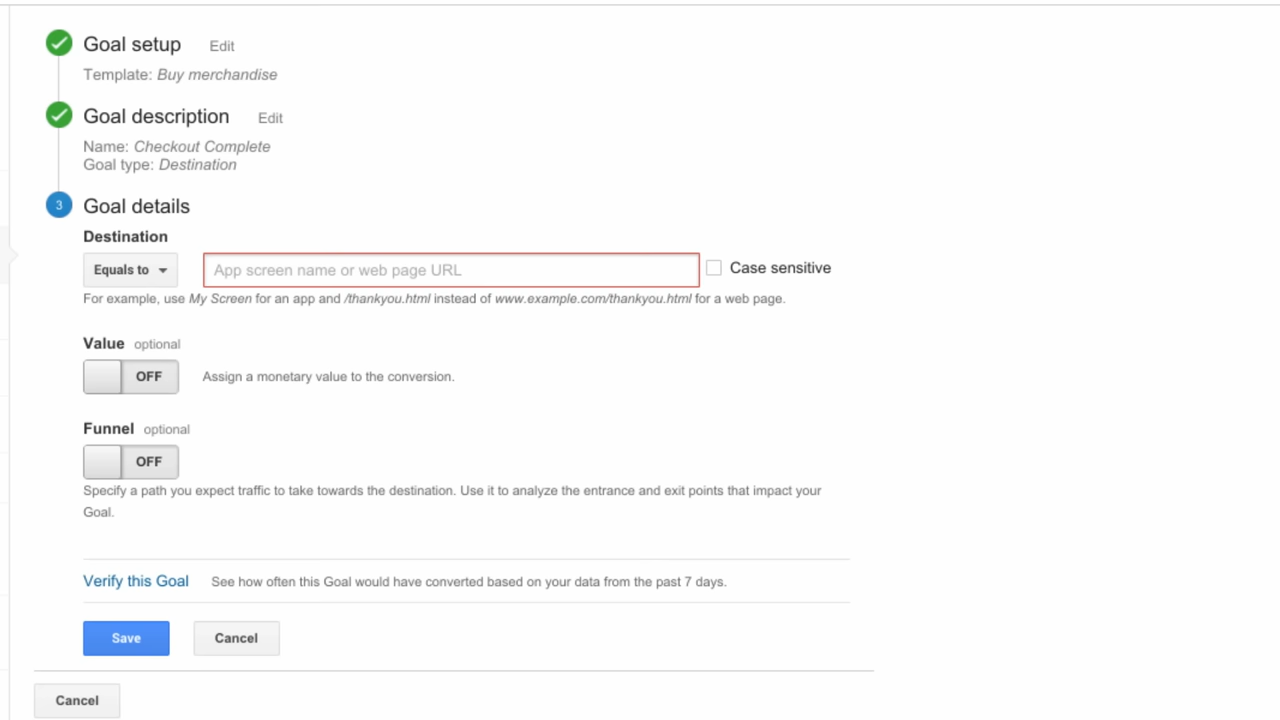 Goal setup Edit
Template: Buy merchandise
Goal description Edit
Name: Checkout Complete
Goal type: Destination
3 Goal details
Destination
Equals to App screen name or web page URL Case sensitive
For example, use My Screen for an app and /thankyou.html instead of www.example.com/thankyou.html for a web page.
Value optional
OFF Assign a monetary value to the conversion.
Funnel optional
OFF
Specify a path you expect traffic to take towards the destination. Use it to analyze the entrance and exit points that impact your
Goal.
Verify this Goal See how often this Goal would have converted based on your data from the past 7 days.
Save Cancel
Cancel